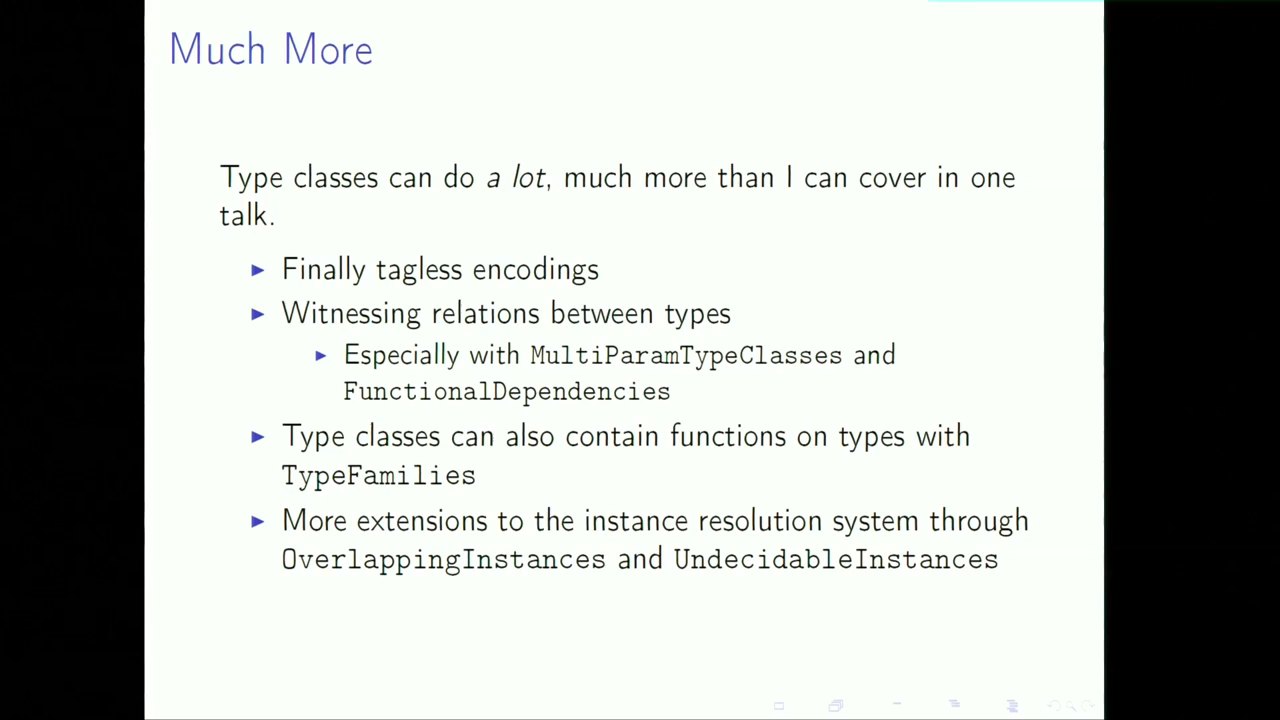 Much More
Type classes can do a lot, much more than I can cover in one
talk.
Finally tagless encodings
Witnessing relations between types
Especially with MultiParamTypeClasses and
FunctionalDependencies
Type classes can also contain functions on types with
TypeFamilies
More extensions to the instance resolution system through
OverlappingInstances and UndecidableInstances